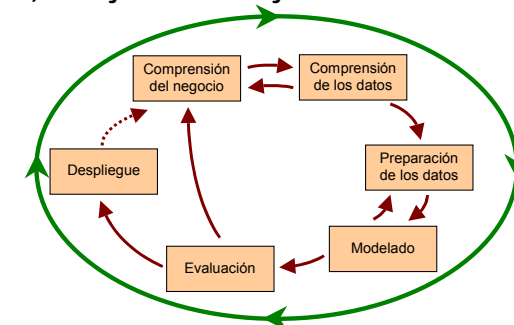 Comprensión
del negocio
Comprensión
de los datos
Preparación
de los datos
Modelado
Evaluación
Despliegue